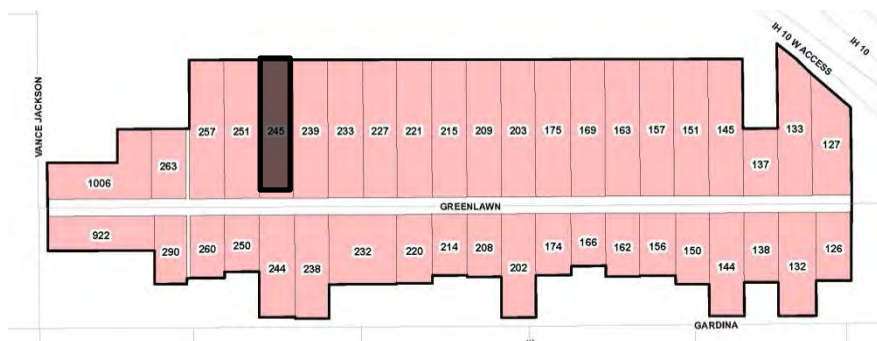 IH 10
IH 10 W ACCESS
VANCE JACKSON
257 251 245 239 233 227 221 215 209 203 175 169 163 157 151 145 133
127
263 137
1006
GREENLAWN
922
290 260 250 232 220 214 208 174 166 162 156 150 138 126
244 238 202 144 132
GARDINA